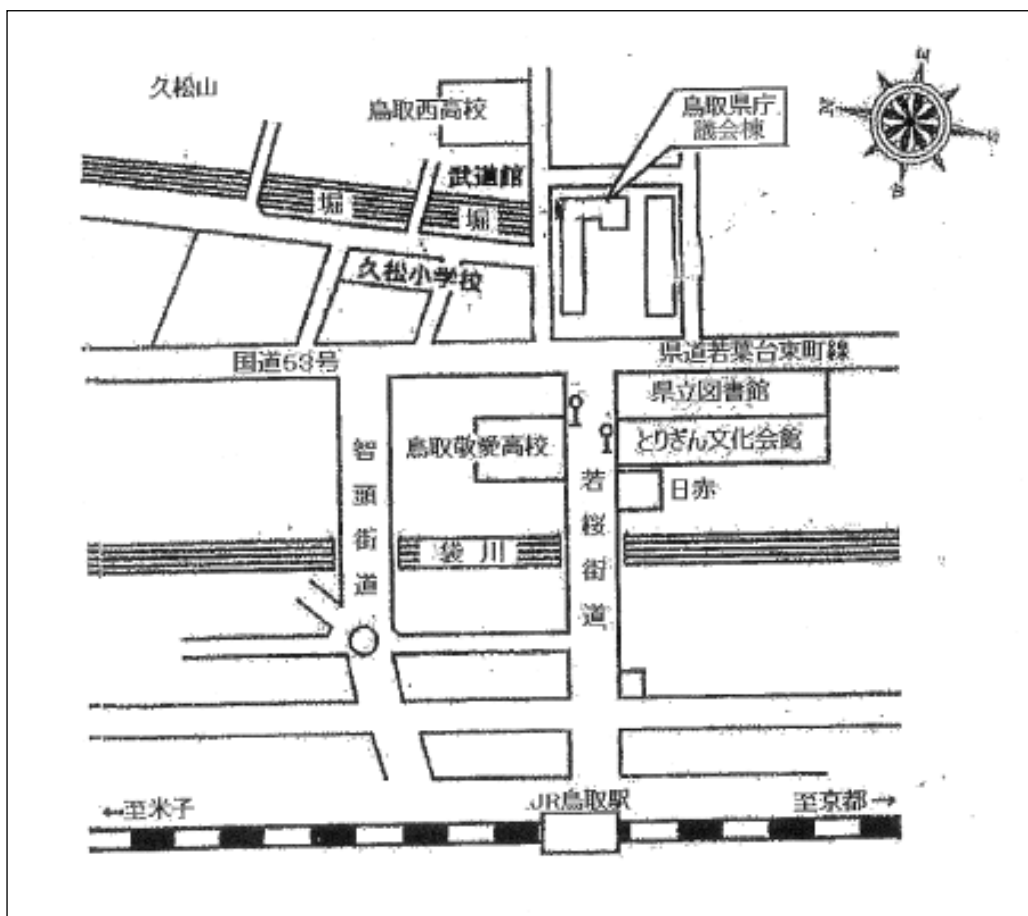 久松山
鳥取西高校
鳥取県庁
議会棟
武道館
堀
堀
久松小学校
国道53号
県道若葉台東町線
県立図書館
鳥取敬愛高校
とりぎん文化会館
智頭街道
若桜街道
日赤
袋川
←至米子
JR鳥取駅
至京都→